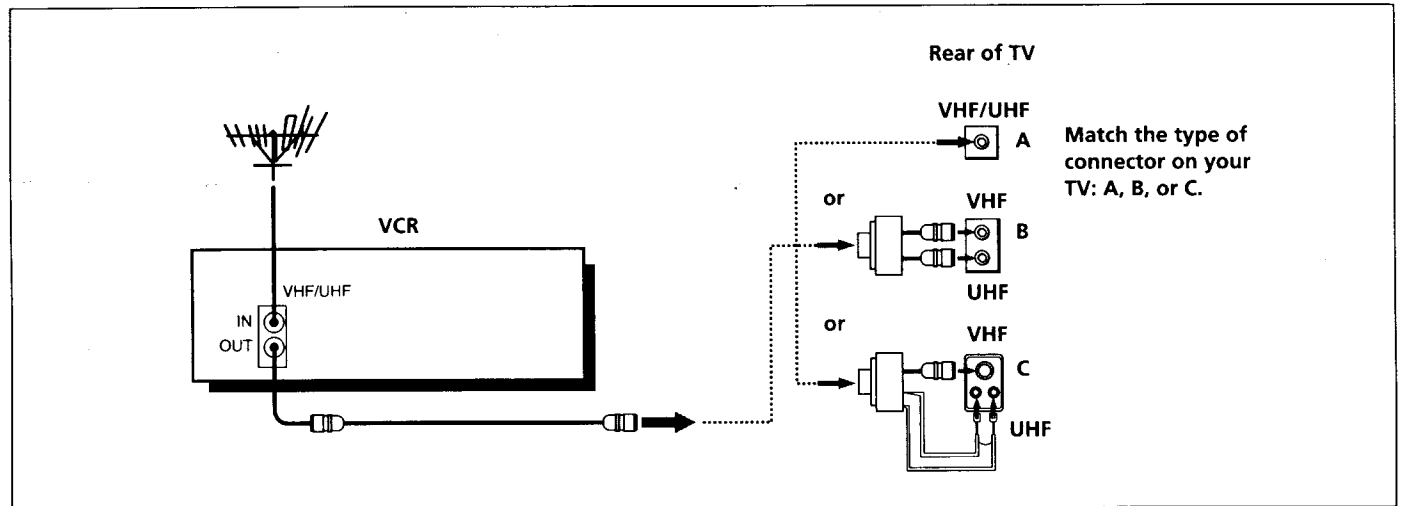 Rear of TV
VHF/UHF
A
Match the type of
connector on your
TV: A, B, or C.
or
VHF
B
UHF
VCR
VHF/UHF
IN
OUT
or
VHF
C
UHF